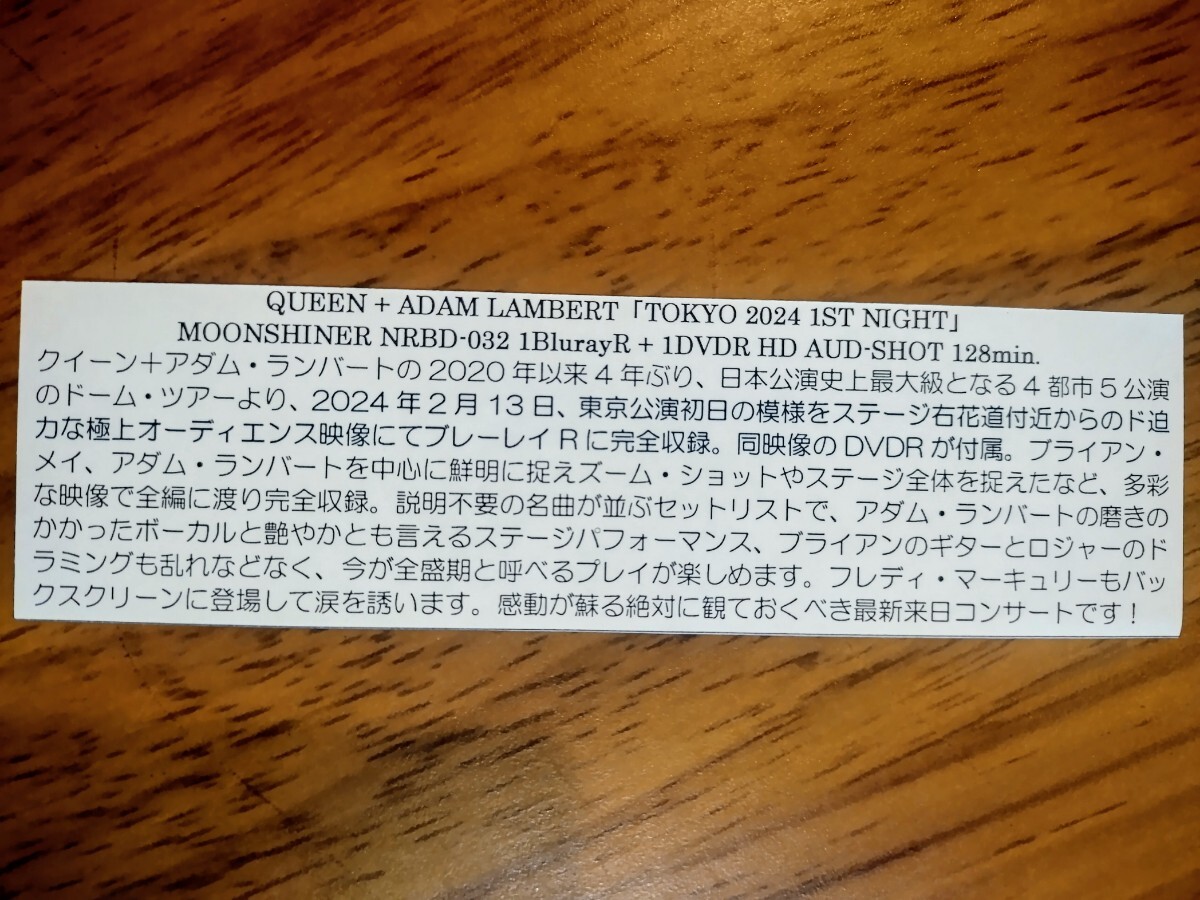 QUEEN + ADAM LAMBERT「TOKYO 2024 1ST NIGHT」
MOONSHINER NRBD-032 1BlurayR + 1DVDR HD AUD-SHOT 128min.
クイーン＋アダム・ランバートの2020年以来4年ぶり、日本公演史上最大級となる4都市5公演
のドーム・ツアーより、2024年2月13日、東京公演初日の模様をステージ右花道付近からのド迫
力な極上オーディエンス映像にてブルーレイRに完全収録。同映像のDVDRが付属。ブライアン・
メイ、アダム・ランバートを中心に鮮明に捉えズーム・ショットやステージ全体を捉えたなど、多彩
な映像で全編に渡り完全収録。説明不要の名曲が並ぶセットリストで、アダム・ランバートの磨きの
かかったボーカルと艶やかとも言えるステージパフォーマンス、ブライアンのギターとロジャーのド
ラミングも乱れなどなく、今が全盛期と呼べるプレイが楽しめます。フレディ・マーキュリーもバッ
クスクリーンに登場して涙を誘います。感動が蘇る絶対に観ておくべき最新来日コンサートです！